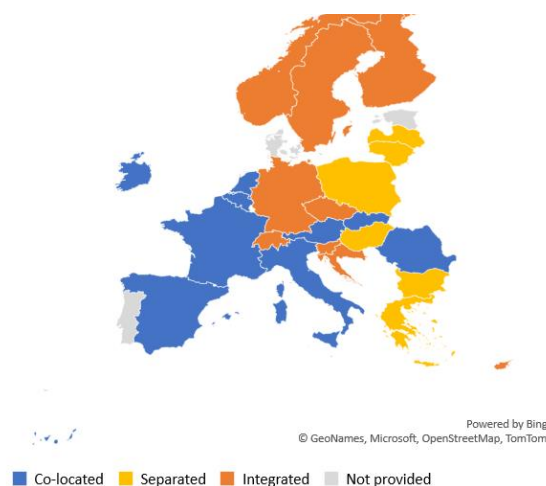 Powered by Bing
© GeoNames, Microsoft, OpenStreetMap, TomTom
Co-located Separated Integrated Not provided